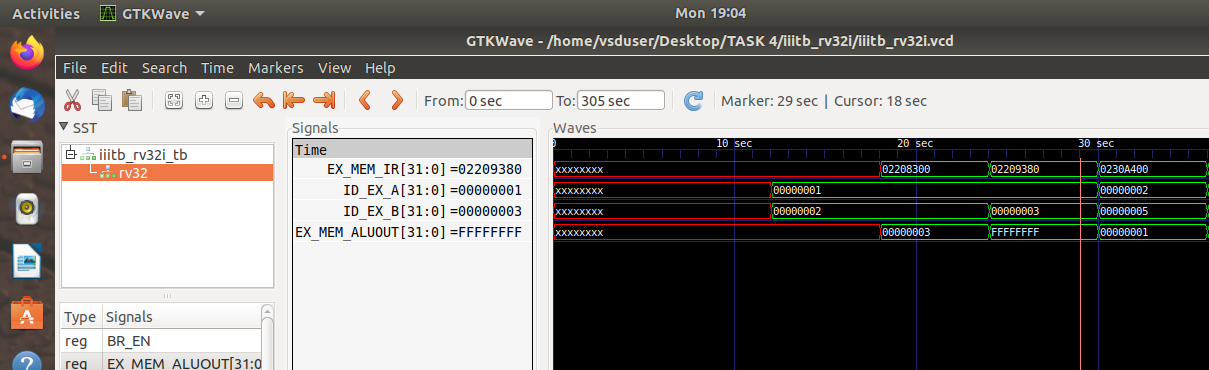 Activities GTKWave Mon 19:04
GTKWave - /home/vsduser/Desktop/TASK 4/iiitb_rv32i/iiitb_rv32i.vcd
File Edit Search Time Markers View Help
From: 0 sec To: 305 sec Marker: 29 sec | Cursor: 18 sec
SST
iiitb_rv32i_tb
rv32
Type Signals
reg BR_EN
reg EX_MEM_ALUOUT[31:0
Signals
Time
EX_MEM_IR[31:0] =02209380
ID_EX_A[31:0] =00000001
ID_EX_B[31:0] =00000003
EX_MEM_ALUOUT[31:0] =FFFFFFFF
Waves
0 10 sec 20 sec 30 sec
xxxxxxxx 02208300 02209380 0230A400
xxxxxxxx 00000001 00000002
xxxxxxxx 00000002 00000003 00000005
xxxxxxxx 00000003 FFFFFFFF 00000001